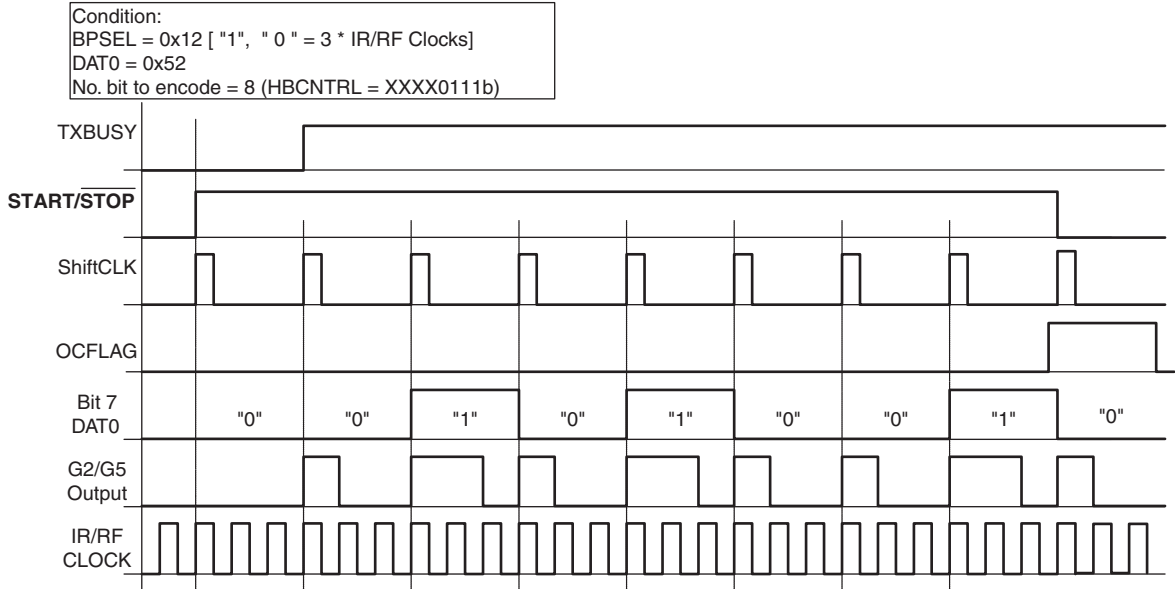 Condition:
BPSEL = 0x12 [ "1", " 0 " = 3 * IR/RF Clocks]
DAT0 = 0x52
No. bit to encode = 8 (HBCNTRL = XXXX0111b)
TXBUSY
START/STOP
ShiftCLK
OCFLAG
Bit 7
DAT0
"0" "0" "1" "0" "1" "0" "0" "1" "0"
G2/G5
Output
IR/RF
CLOCK